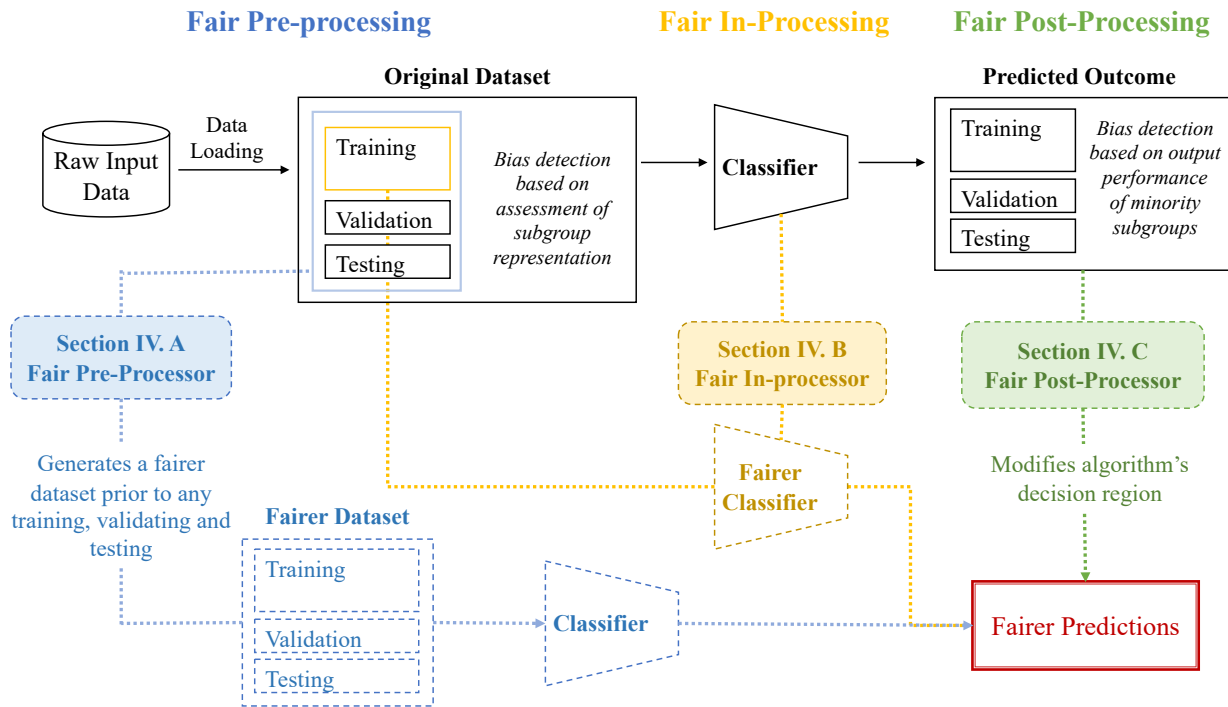 Fair Pre-processing
Fair In-Processing
Fair Post-Processing
Original Dataset
Predicted Outcome
Raw Input
Data
Data
Loading
Training
Validation
Testing
Bias detection
based on
assessment of
subgroup
representation
Classifier
Training
Validation
Testing
Bias detection
based on output
performance
of minority
subgroups
Section IV. A
Fair Pre-Processor
Section IV. B
Fair In-processor
Section IV. C
Fair Post-Processor
Generates a fairer
dataset prior to any
training, validating and
testing
Fairer
Classifier
Modifies algorithm's
decision region
Fairer Dataset
Training
Validation
Testing
Classifier
Fairer Predictions